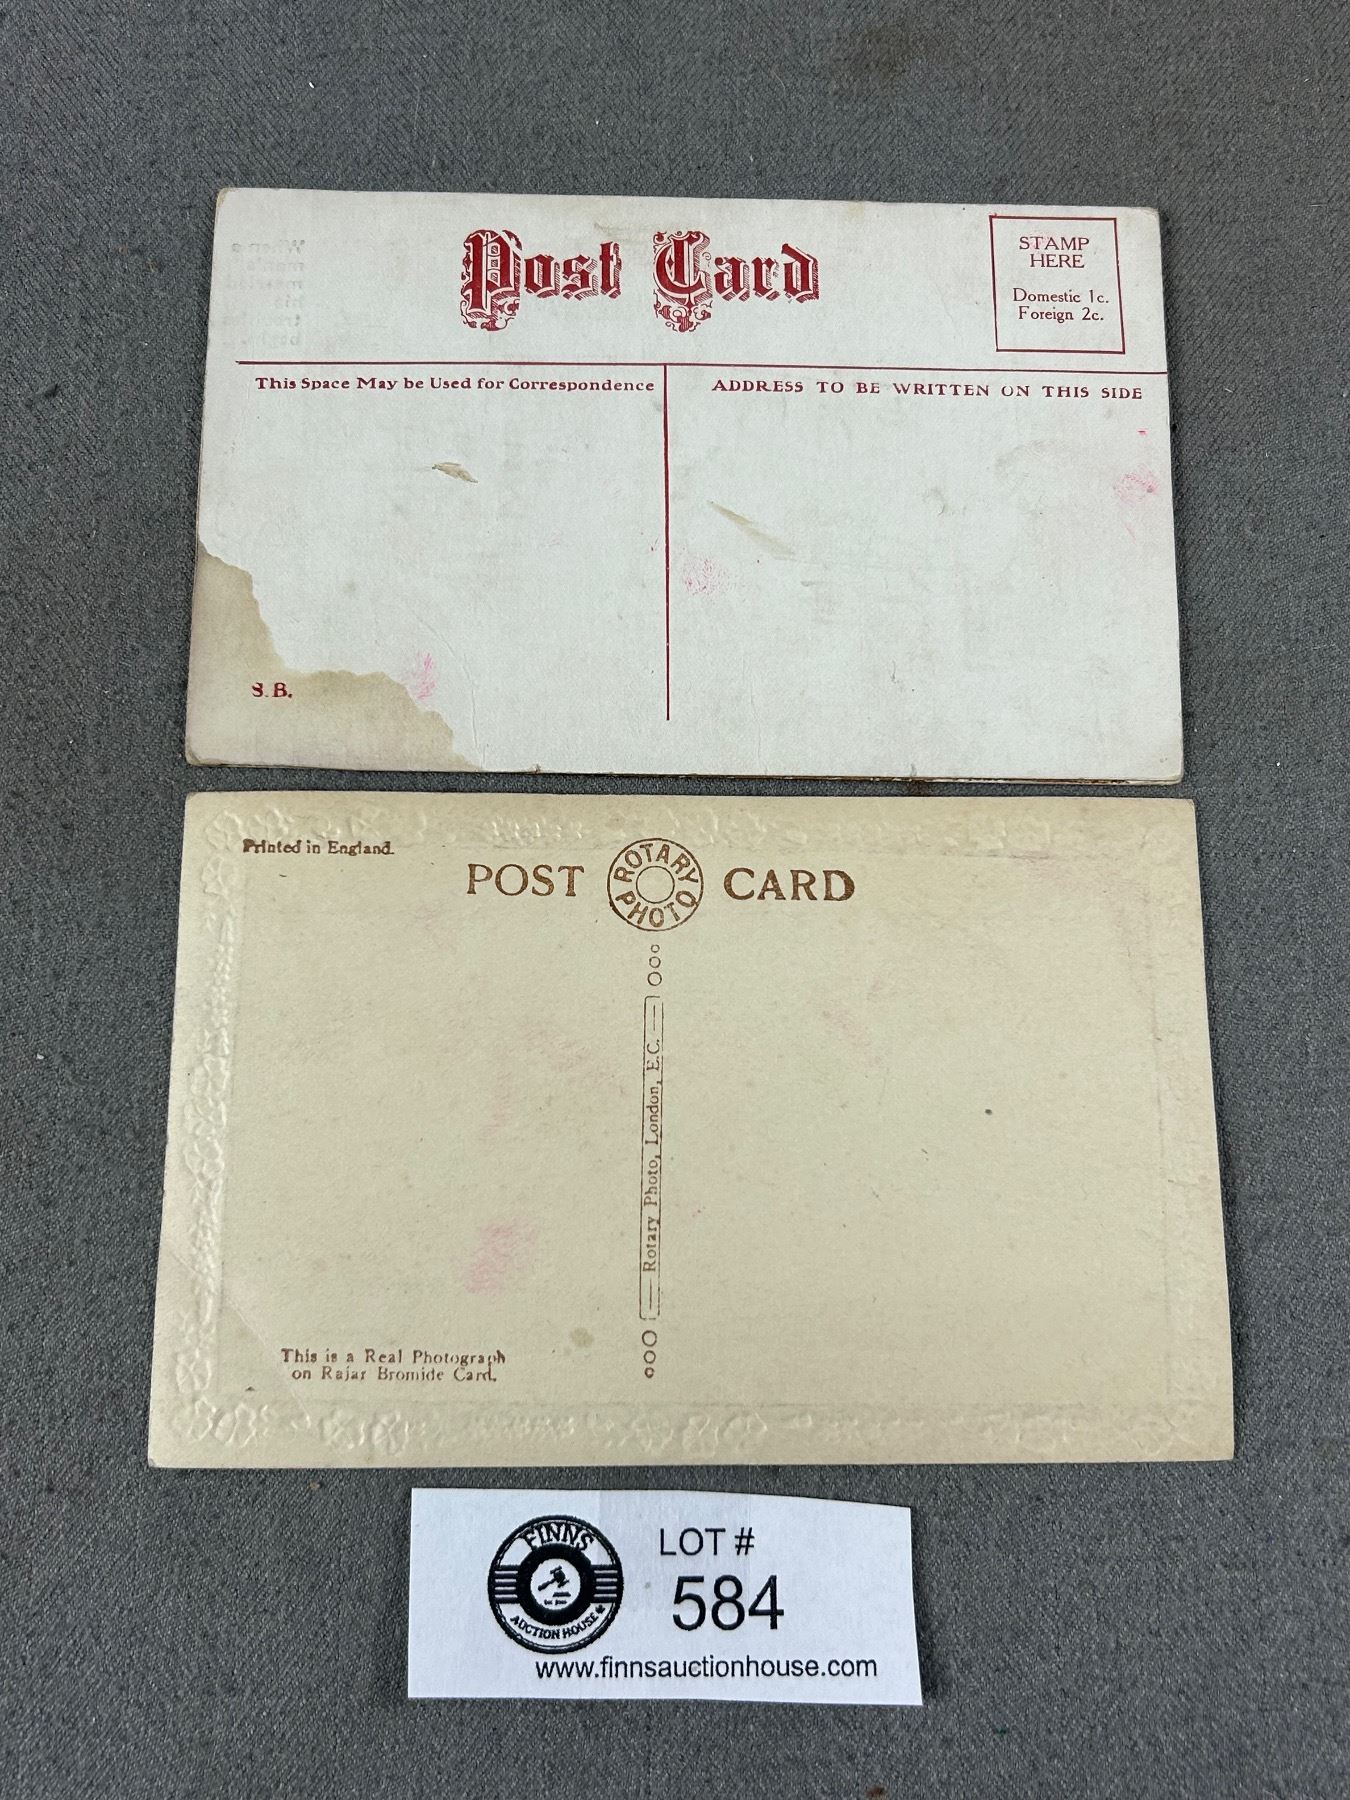 Post Card
STAMP
HERE
Domestic 1c.
Foreign 2c.
This Space May be Used for Correspondence
ADDRESS TO BE WRITTEN ON THIS SIDE
S.B.
Printed in England.
POST ROTARY PHOTO CARD
Rotary Photo, London, E.C.
This is a Real Photograph
on Rajar Bromide Card.
FINNS
AUCTION HOUSE
LOT #
584
www.finnsauctionhouse.com